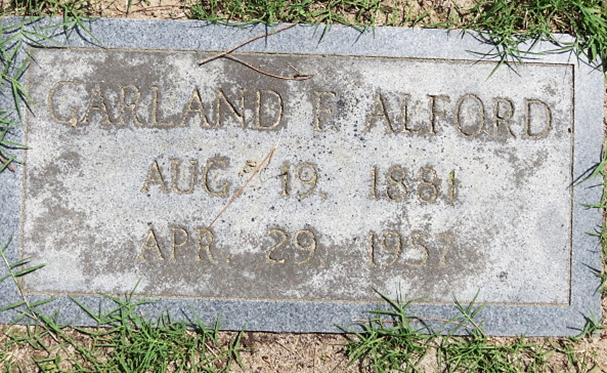 GARLAND F ALFORD
AUG. 19, 1881
APR. 29, 1957